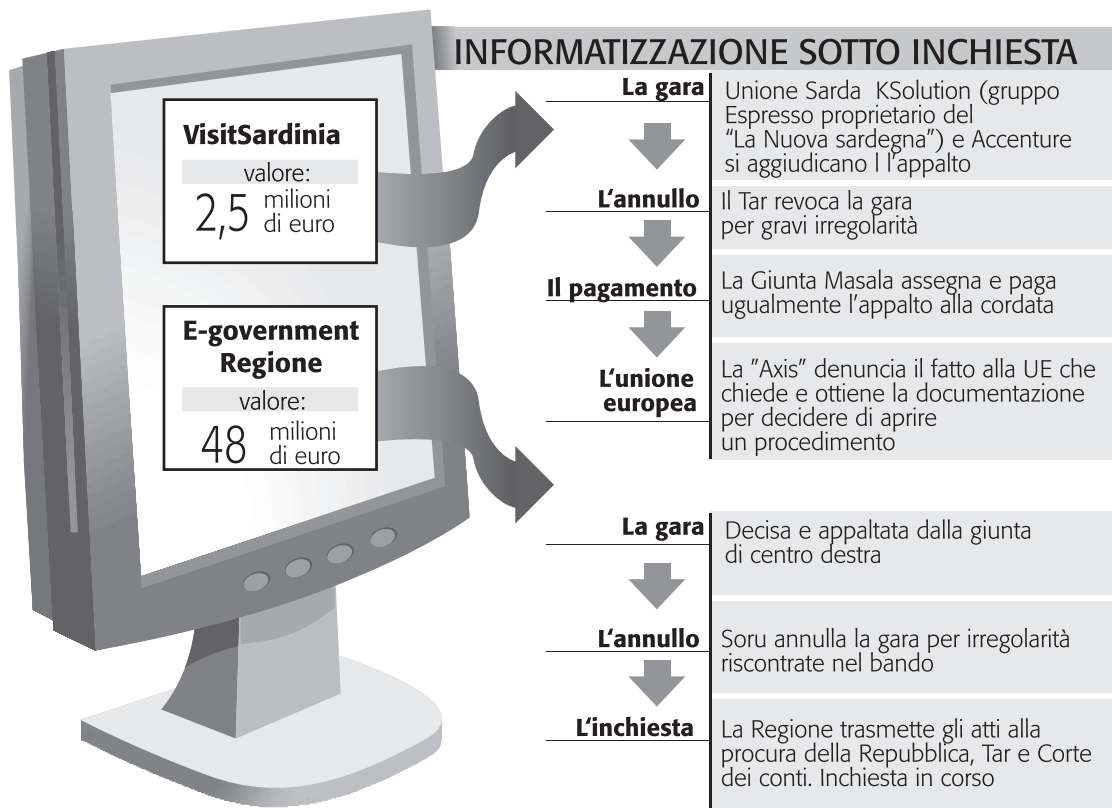 INFORMATIZZAZIONE SOTTO INCHIESTA
VisitSardinia
valore:
2,5 milioni
di euro
La gara
Unione Sarda KSolution (gruppo
Espresso proprietario del
“La Nuova sardegna”) e Accenture
si aggiudicano l l’appalto
L‘annullo
Il Tar revoca la gara
per gravi irregolarità
Il pagamento
La Giunta Masala assegna e paga
ugualmente l’appalto alla cordata
L‘unione
europea
La ”Axis” denuncia il fatto alla UE che
chiede e ottiene la documentazione
per decidere di aprire
un procedimento
E-government
Regione
valore:
48 milioni
di euro
La gara
Decisa e appaltata dalla giunta
di centro destra
L‘annullo
Soru annulla la gara per irregolarità
riscontrate nel bando
L‘inchiesta
La Regione trasmette gli atti alla
procura della Repubblica, Tar e Corte
dei conti. Inchiesta in corso